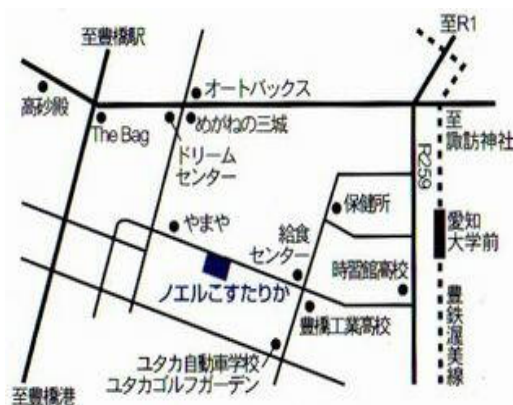 至豊橋駅
至R1
オートバックス
高砂殿
The Bag
めがねの三城
ドリーム
センター
至
諏訪神社
R259
保健所
やまや
給食
センター
愛知
大学前
時習館高校
ノエルこすたりか
豊橋工業高校
豊鉄渥美線
ユタカ自動車学校
ユタカゴルフガーデン
至豊橋港